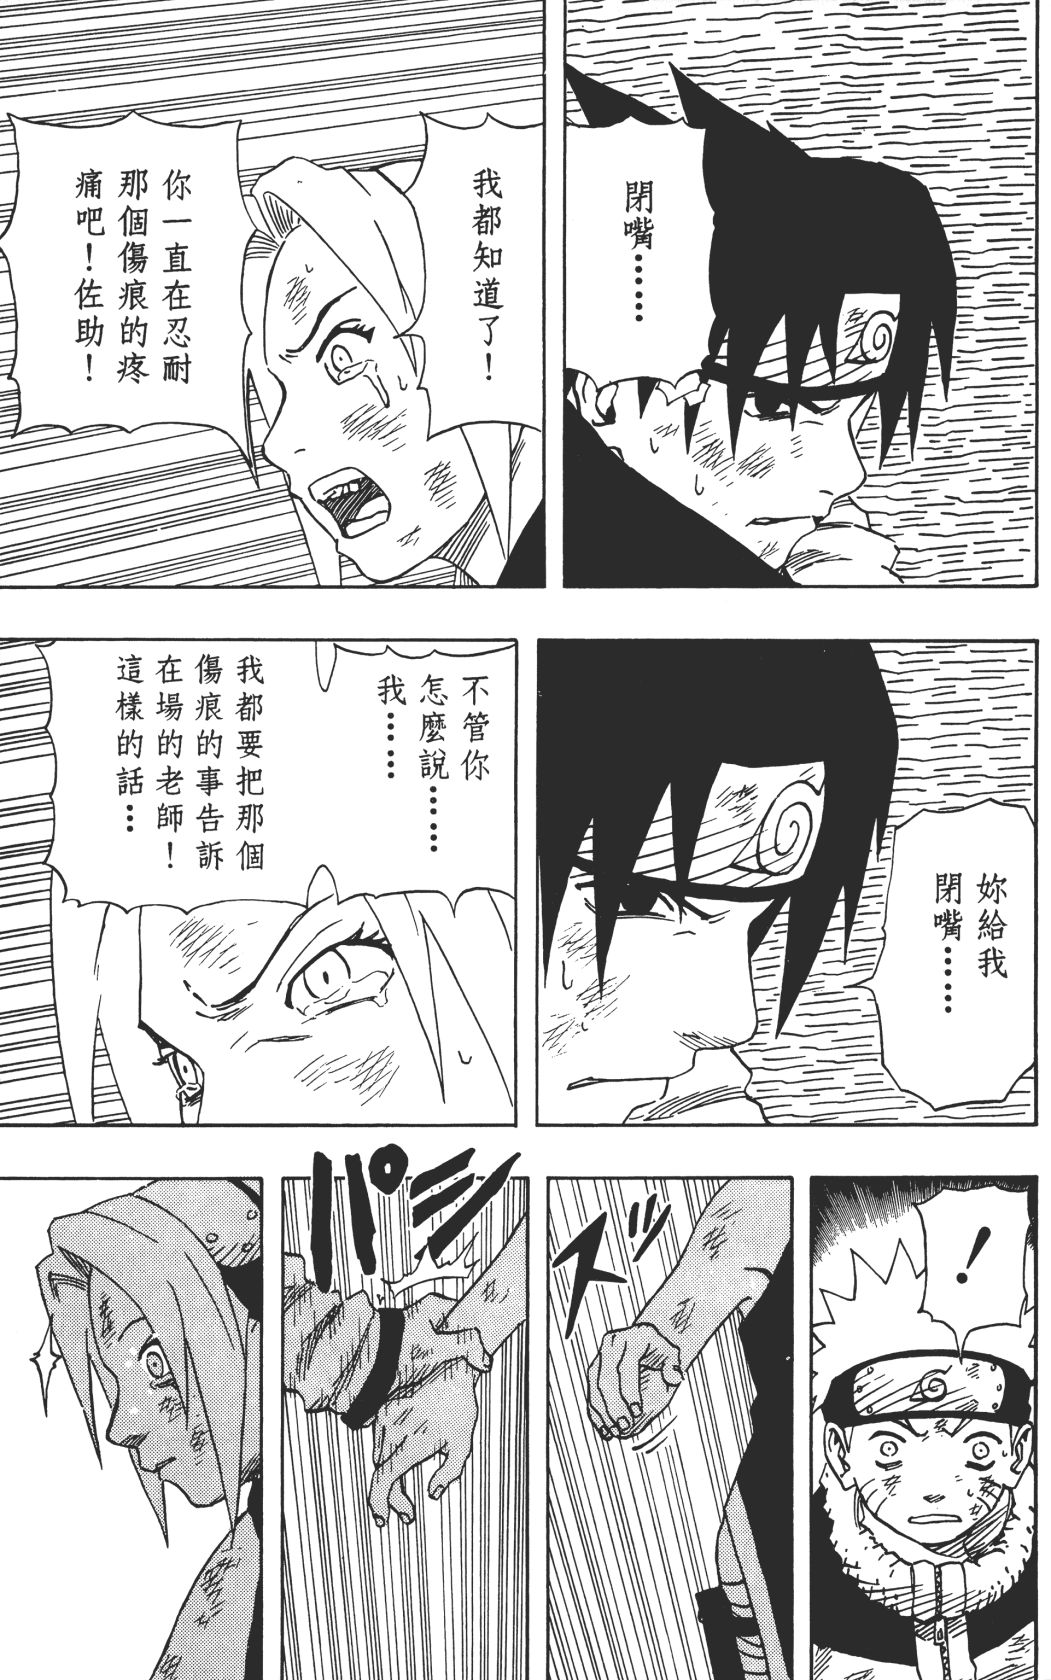 閉嘴……
我都知道了！
你一直在忍耐
那個傷痕的疼
痛吧！佐助！
妳給我
閉嘴……
不管你
怎麼說……
我……
我都要把那個
傷痕的事告訴
在場的老師！
這樣的話…
！
スッ
パシ